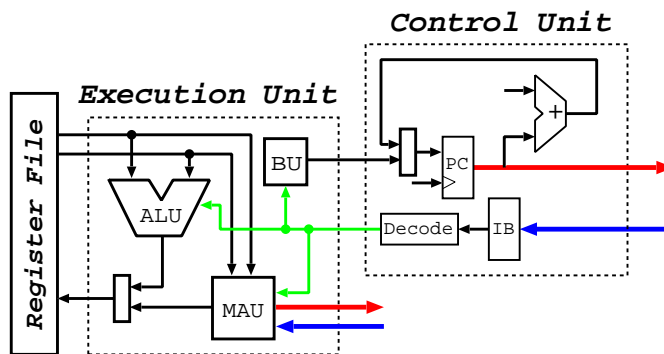 Control Unit
Execution Unit
Register File
BU
PC
+
ALU
Decode
IB
MAU